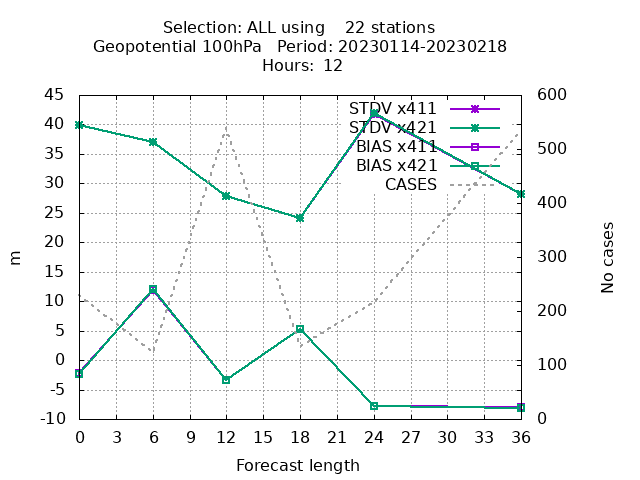 Selection: ALL using    22 stations
Geopotential 100hPa   Period: 20230114-20230218
Hours: 12
45
40
35
30
25
20
15
10
5
0
-5
-10
m
600
500
400
300
200
100
0
No cases
STDV x411
STDV x421
BIAS x411
BIAS x421
CASES
0 3 6 9 12 15 18 21 24 27 30 33 36
Forecast length